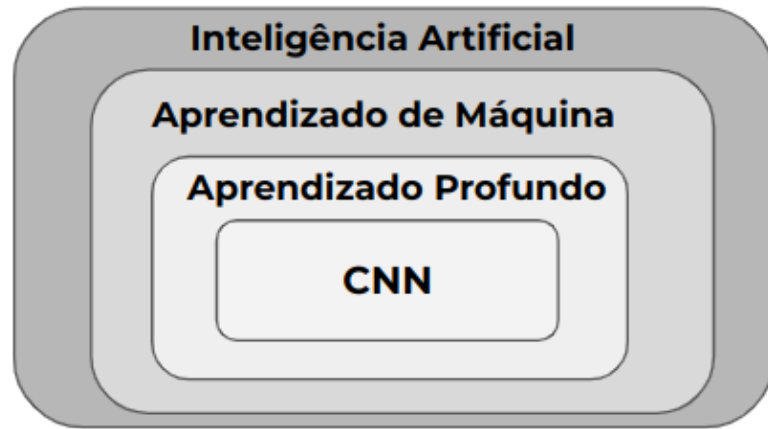 Inteligência Artificial
Aprendizado de Máquina
Aprendizado Profundo
CNN